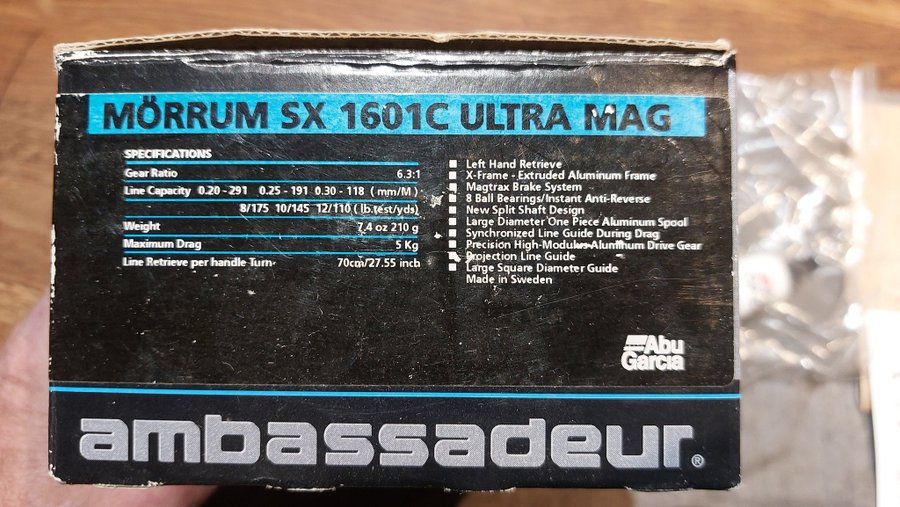 MÖRRUM SX 1601C ULTRA MAG
SPECIFICATIONS
Gear Ratio 6.3:1
Line Capacity 0.20 - 291 0.25 - 191 0.30 - 118 ( mm/M )
8/175 10/145 12/110 ( lb.test/yds)
Weight 7.4 oz 210 g
Maximum Drag 5 Kg
Line Retrieve per handle Turn 70cm/27.55 inch
Left Hand Retrieve
X-Frame - Extruded Aluminum Frame
Magtrax Brake System
8 Ball Bearings/Instant Anti-Reverse
New Split Shaft Design
Large Diameter One Piece Aluminum Spool
Synchronized Line Guide During Drag
Precision High-Modulus Aluminum Drive Gear
Projection Line Guide
Large Square Diameter Guide
Made in Sweden
Abu
Garcia
ambassadeur®